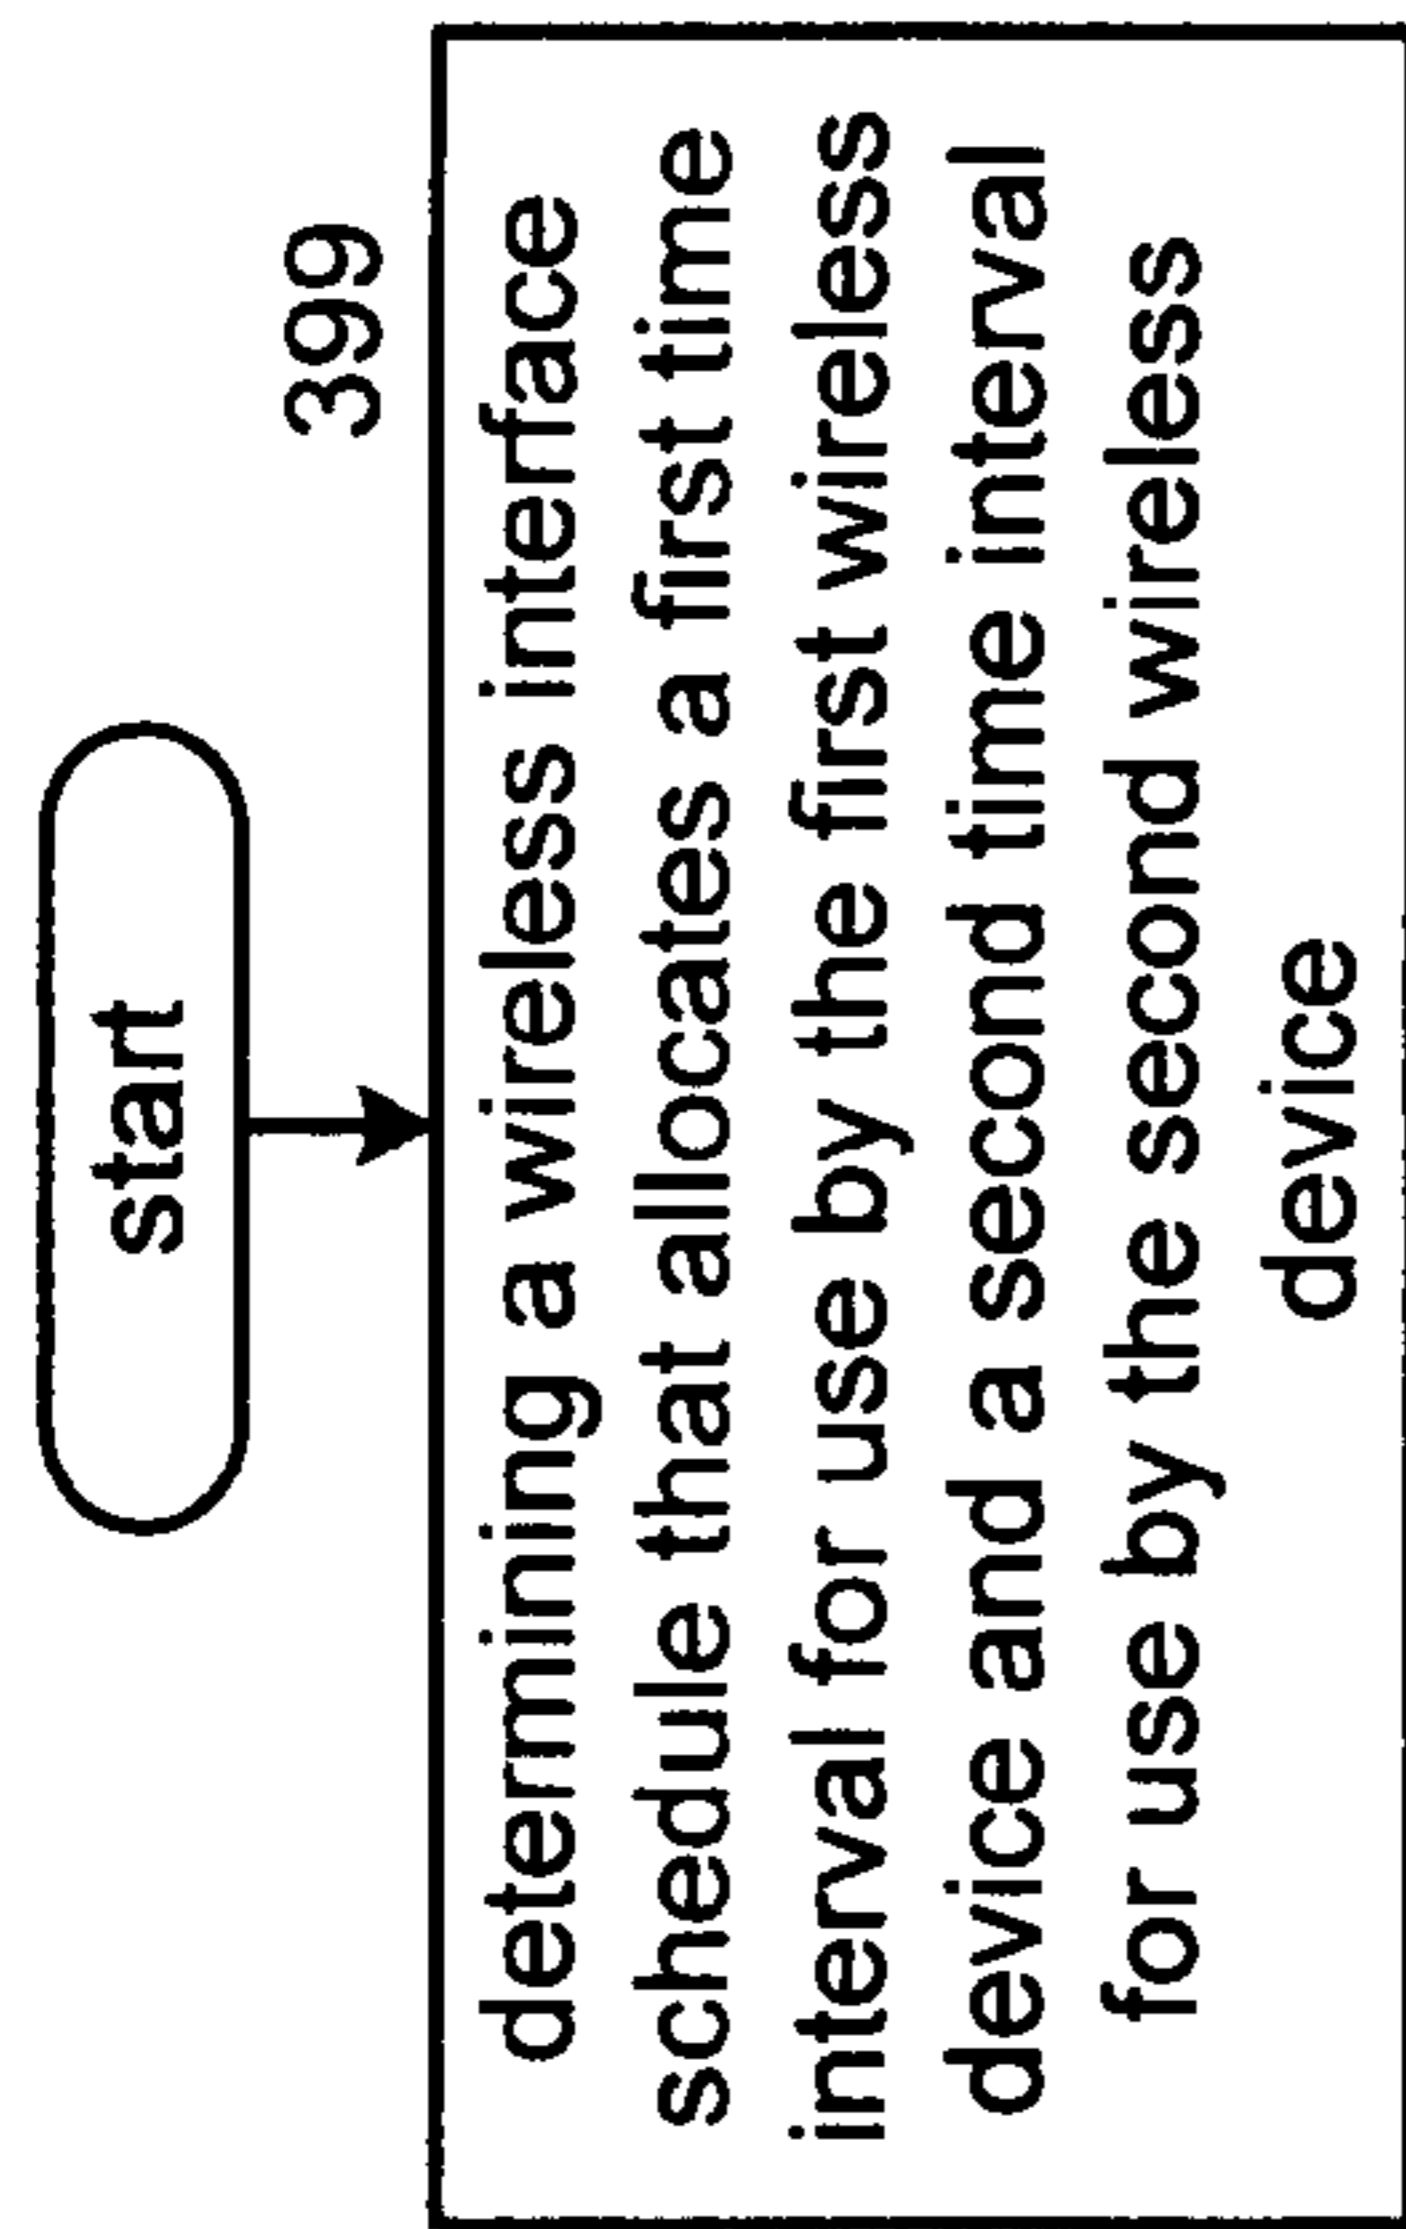 start
399
determining a wireless interface
schedule that allocates a first time
interval for use by the first wireless
device and a second time interval
for use by the second wireless
device